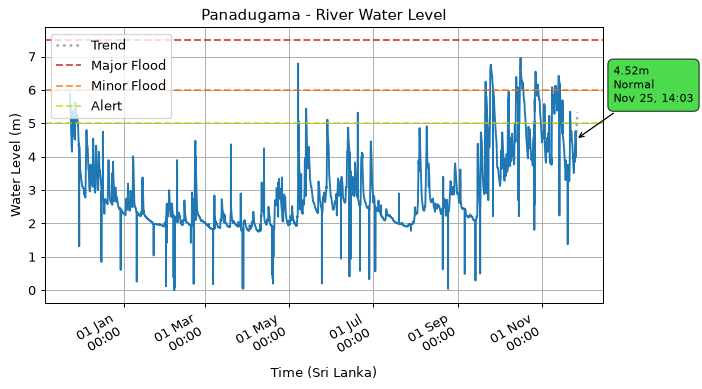 Panadugama - River Water Level
Trend
Major Flood
Minor Flood
Alert
4.52m
Normal
Nov 25, 14:03
Water Level (m)
7
6
5
4
3
2
1
0
01 Jan
00:00
01 Mar
00:00
01 May
00:00
01 Jul
00:00
01 Sep
00:00
01 Nov
00:00
Time (Sri Lanka)